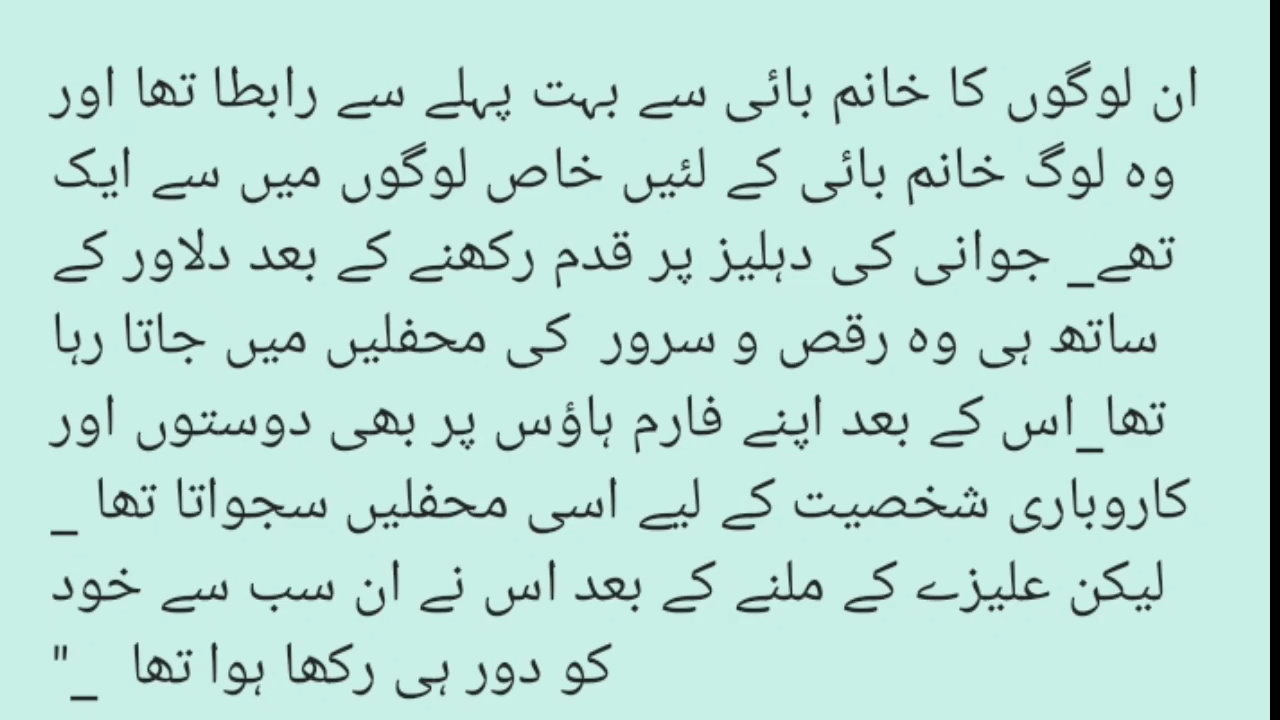 ان لوگوں کا خانم بائی سے بہت پہلے سے رابطا تھا اور
وہ لوگ خانم بائی کے لئیں خاص لوگوں میں سے ایک
تھے_ جوانی کی دہلیز پر قدم رکھنے کے بعد دلاور کے
ساتھ ہی وہ رقص و سرور  کی محفلیں میں جاتا رہا
تھا_اس کے بعد اپنے فارم ہاؤس پر بھی دوستوں اور
کاروباری شخصیت کے لیے اسی محفلیں سجواتا تھا _
لیکن علیزے کے ملنے کے بعد اس نے ان سب سے خود
کو دور ہی رکھا ہوا تھا  _"